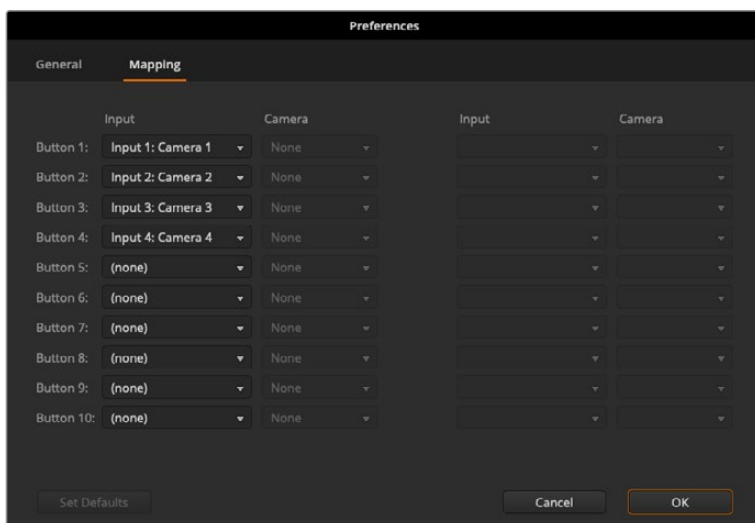 Preferences
General Mapping
Input Camera Input Camera
Button 1: Input 1: Camera 1 None
Button 2: Input 2: Camera 2 None
Button 3: Input 3: Camera 3 None
Button 4: Input 4: Camera 4 None
Button 5: (none) None
Button 6: (none) None
Button 7: (none) None
Button 8: (none) None
Button 9: (none) None
Button 10: (none) None
Set Defaults Cancel OK